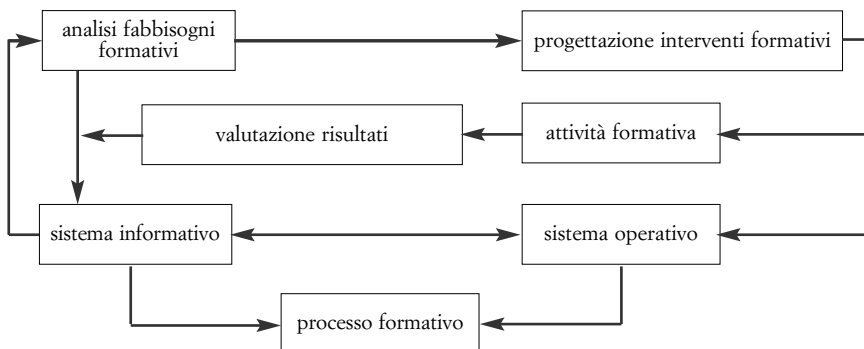 analisi fabbisogni
formativi
progettazione interventi formativi
valutazione risultati
attività formativa
sistema informativo
sistema operativo
processo formativo